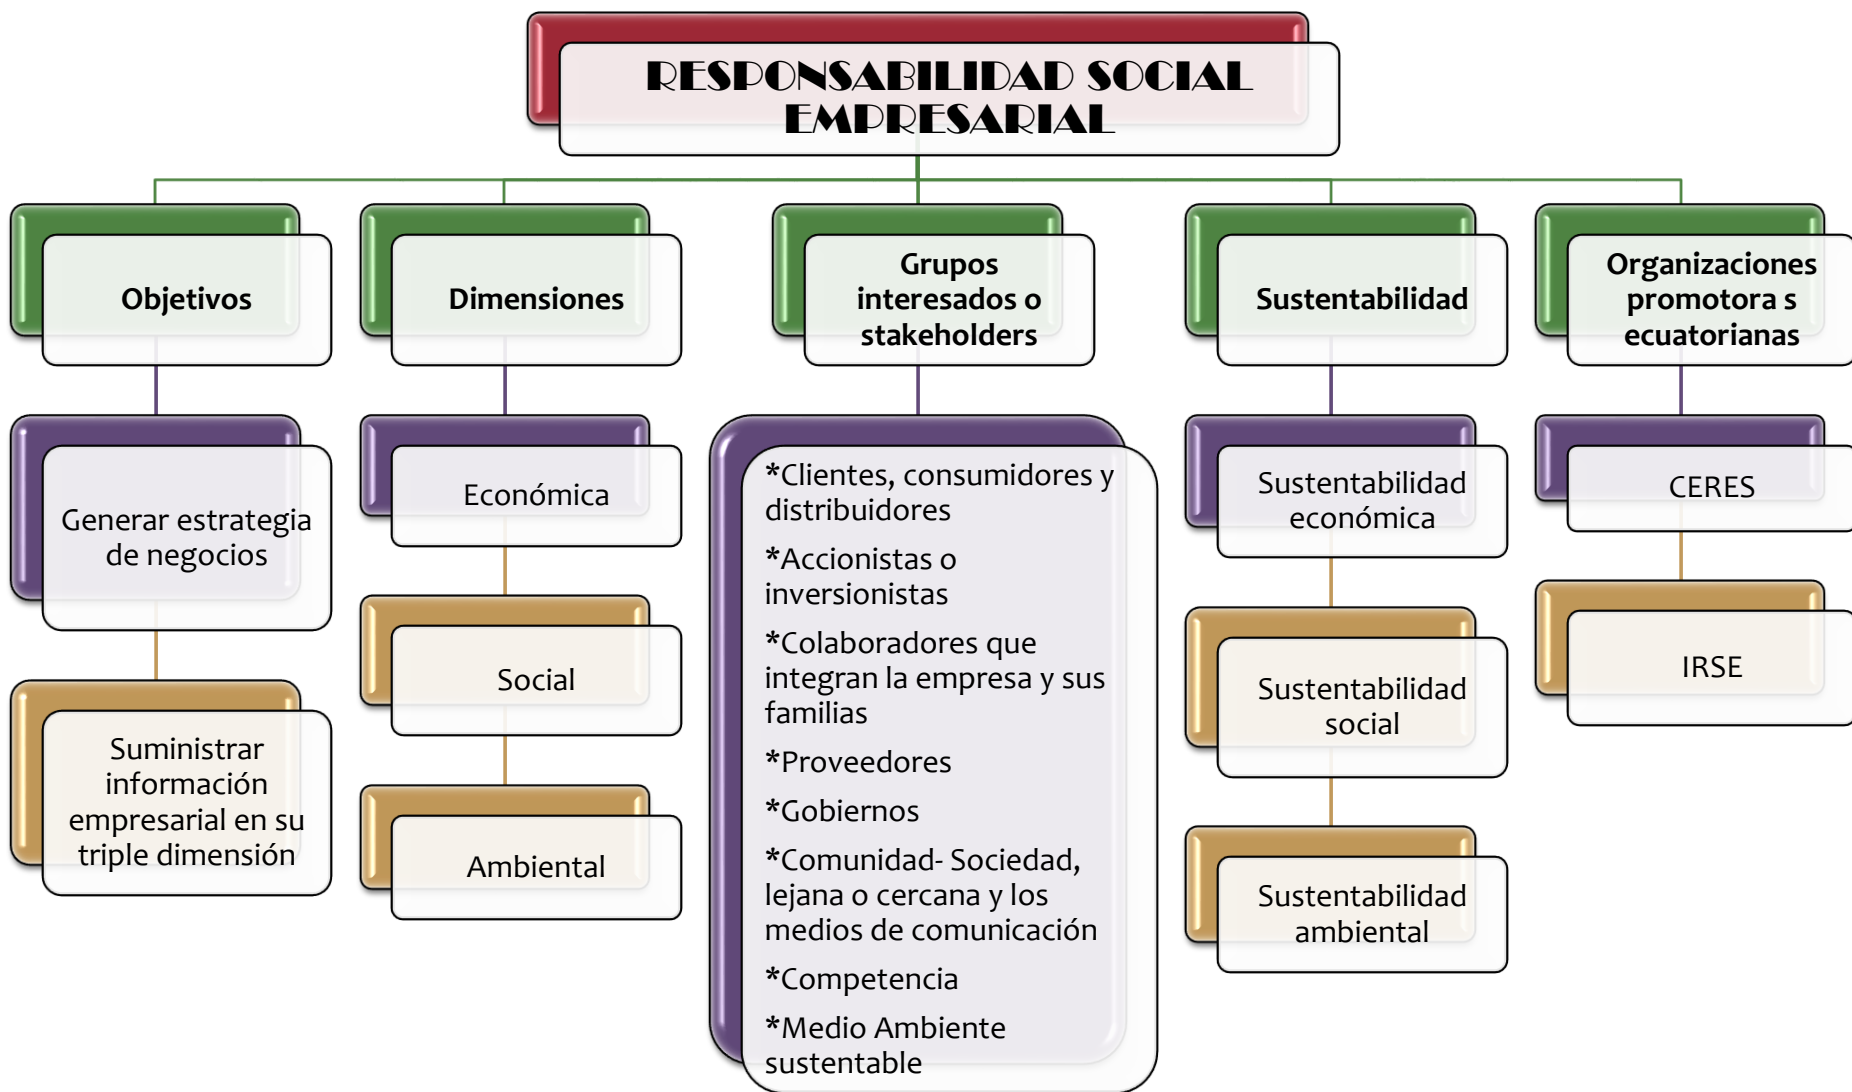 RESPONSABILIDAD SOCIAL
EMPRESARIAL
Objetivos
Generar estrategia
de negocios
Suministrar
información
empresarial en su
triple dimensión
Dimensiones
Económica
Social
Ambiental
Grupos
interesados o
stakeholders
*Clientes, consumidores y
distribuidores
*Accionistas o
inversionistas
*Colaboradores que
integran la empresa y sus
familias
*Proveedores
*Gobiernos
*Comunidad- Sociedad,
lejana o cercana y los
medios de comunicación
*Competencia
*Medio Ambiente
sustentable
Sustentabilidad
Sustentabilidad
económica
Sustentabilidad
social
Sustentabilidad
ambiental
Organizaciones
promotora s
ecuatorianas
CERES
IRSE